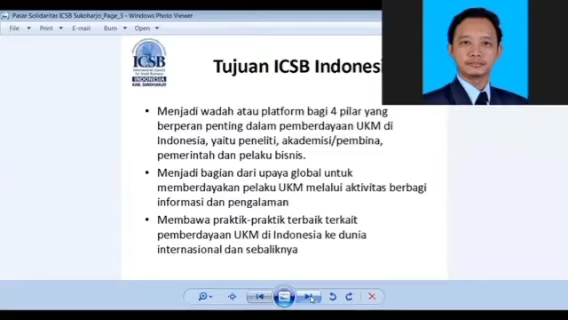 Pasar Solidaritas ICSB Sukoharjo_Page_3 - Windows Photo Viewer
File Print E-mail Burn Open
ICSB
INDONESIA
KAB. SUKOHARJO
Tujuan ICSB Indonesi
• Menjadi wadah atau platform bagi 4 pilar yang
berperan penting dalam pemberdayaan UKM di
Indonesia, yaitu peneliti, akademisi/pembina,
pemerintah dan pelaku bisnis.
• Menjadi bagian dari upaya global untuk
memberdayakan pelaku UKM melalui aktivitas berbagi
informasi dan pengalaman
• Membawa praktik-praktik terbaik terkait
pemberdayaan UKM di Indonesia ke dunia
internasional dan sebaliknya